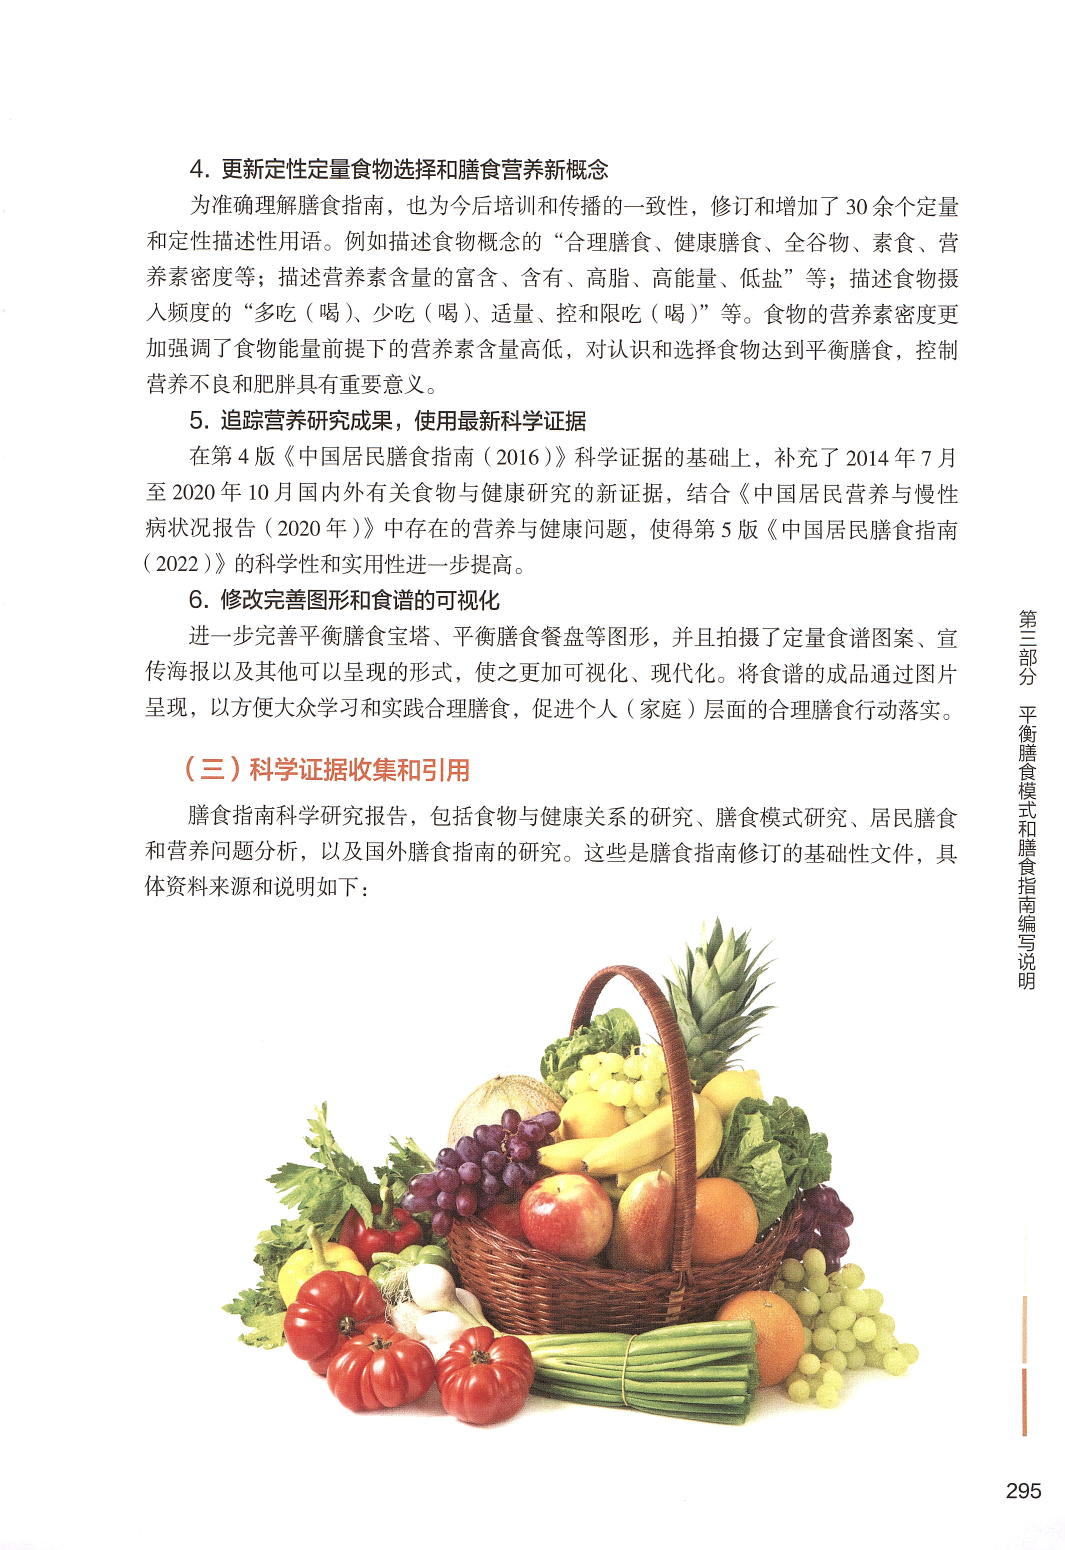 4. 更新定性定量食物选择和膳食营养新概念
为准确理解膳食指南，也为今后培训和传播的一致性，修订和增加了 30 余个定量
和定性描述性用语。例如描述食物概念的“合理膳食、健康膳食、全谷物、素食、营
养素密度等；描述营养素含量的富含、含有、高脂、高能量、低盐”等；描述食物摄
入频度的“多吃（喝）、少吃（喝）、适量、控和限吃（喝）”等。食物的营养素密度更
加强调了食物能量前提下的营养素含量高低，对认识和选择食物达到平衡膳食，控制
营养不良和肥胖具有重要意义。
5. 追踪营养研究成果，使用最新科学证据
在第 4 版《中国居民膳食指南（2016）》科学证据的基础上，补充了 2014 年 7 月
至 2020 年 10 月国内外有关食物与健康研究的新证据，结合《中国居民营养与慢性
病状况报告（2020 年）》中存在的营养与健康问题，使得第 5 版《中国居民膳食指南
（2022）》的科学性和实用性进一步提高。
6. 修改完善图形和食谱的可视化
进一步完善平衡膳食宝塔、平衡膳食餐盘等图形，并且拍摄了定量食谱图案、宣
传海报以及其他可以呈现的形式，使之更加可视化、现代化。将食谱的成品通过图片
呈现，以方便大众学习和实践合理膳食，促进个人（家庭）层面的合理膳食行动落实。
（三）科学证据收集和引用
膳食指南科学研究报告，包括食物与健康关系的研究、膳食模式研究、居民膳食
和营养问题分析，以及国外膳食指南的研究。这些是膳食指南修订的基础性文件，具
体资料来源和说明如下：
第三部分 平衡膳食模式和膳食指南编写说明
295